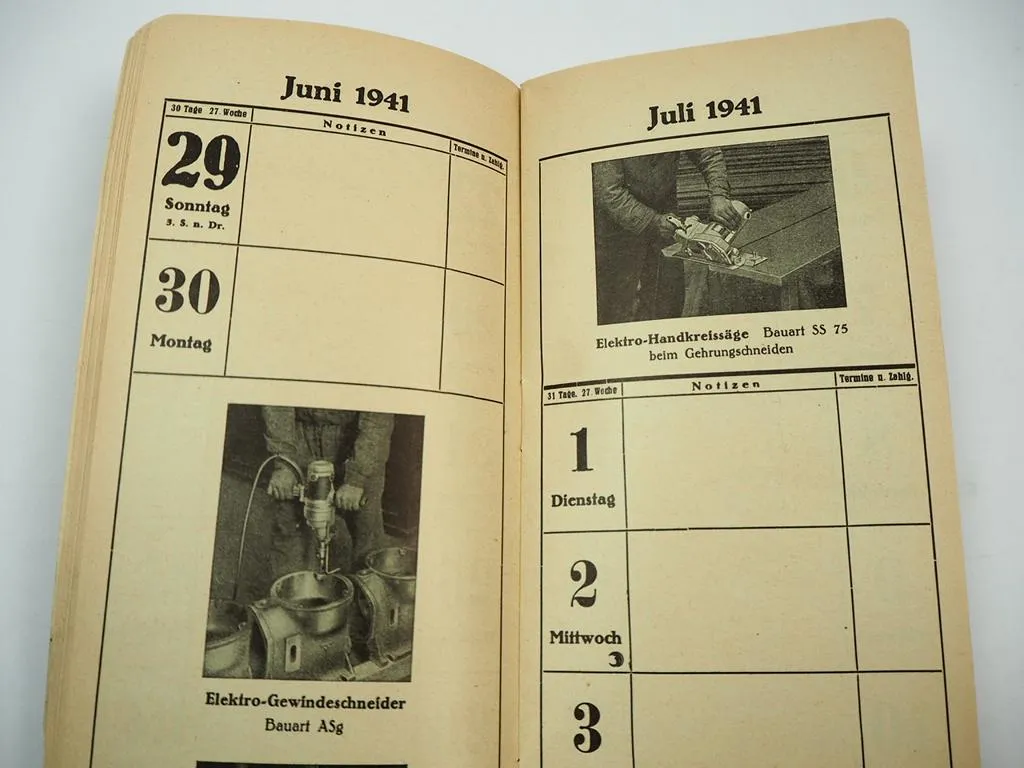 Juni 1941
30 Tage 27. Woche
Notizen
Termine u. Zahlg.
29
Sonntag
3. S. n. Dr.
30
Montag
Elektro-Gewindeschneider
Bauart ASg
Juli 1941
Elektro-Handkreissäge Bauart SS 75
beim Gehrungschneiden
31 Tage. 27. Woche
Notizen
Termine u. Zahlg.
1
Dienstag
2
Mittwoch
3